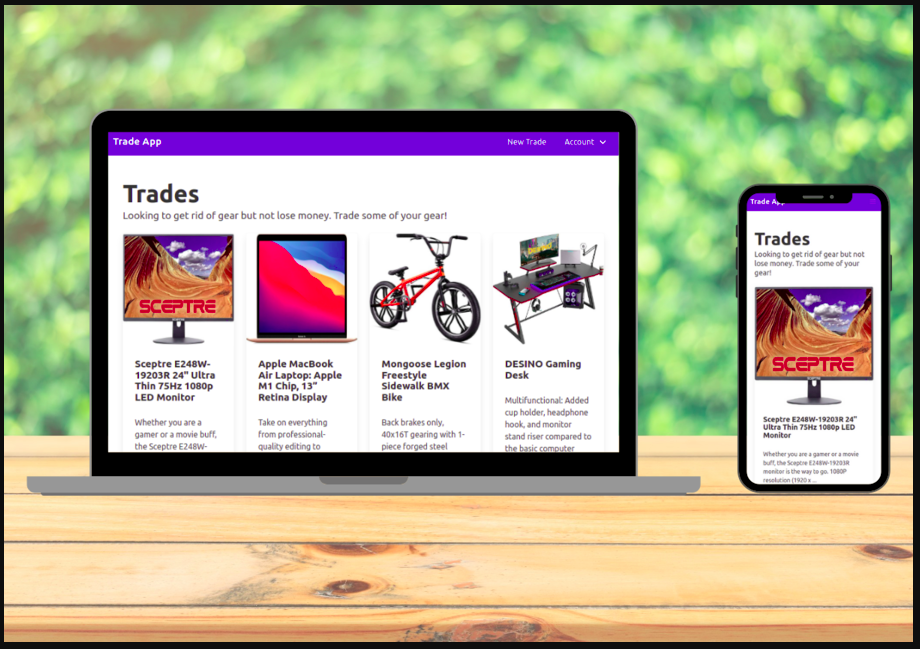 Trade App
New Trade
Account
Trades
Looking to get rid of gear but not lose money. Trade some of your gear!
SCEPTRE
Sceptre E248W-
19203R 24" Ultra
Thin 75Hz 1080p
LED Monitor
Whether you are a
gamer or a movie buff,
the Sceptre E248W-
Apple MacBook
Air Laptop: Apple
M1 Chip, 13”
Retina Display
Take on everything
from professional-
quality editing to
Mongoose Legion
Freestyle
Sidewalk BMX
Bike
Back brakes only,
40x16T gearing with 1-
piece forged steel
DESINO Gaming
Desk
Multifunctional: Added
cup holder, headphone
hook, and monitor
stand riser compared to
the basic computer
Trade App
Trades
Looking to get rid of gear but not
lose money. Trade some of your
gear!
SCEPTRE
Sceptre E248W-19203R 24"
Ultra Thin 75Hz 1080p LED
Monitor
Whether you are a gamer or a movie
buff, the Sceptre E248W-19203R
monitor is the way to go. 1080P
resolution (1920 x ...